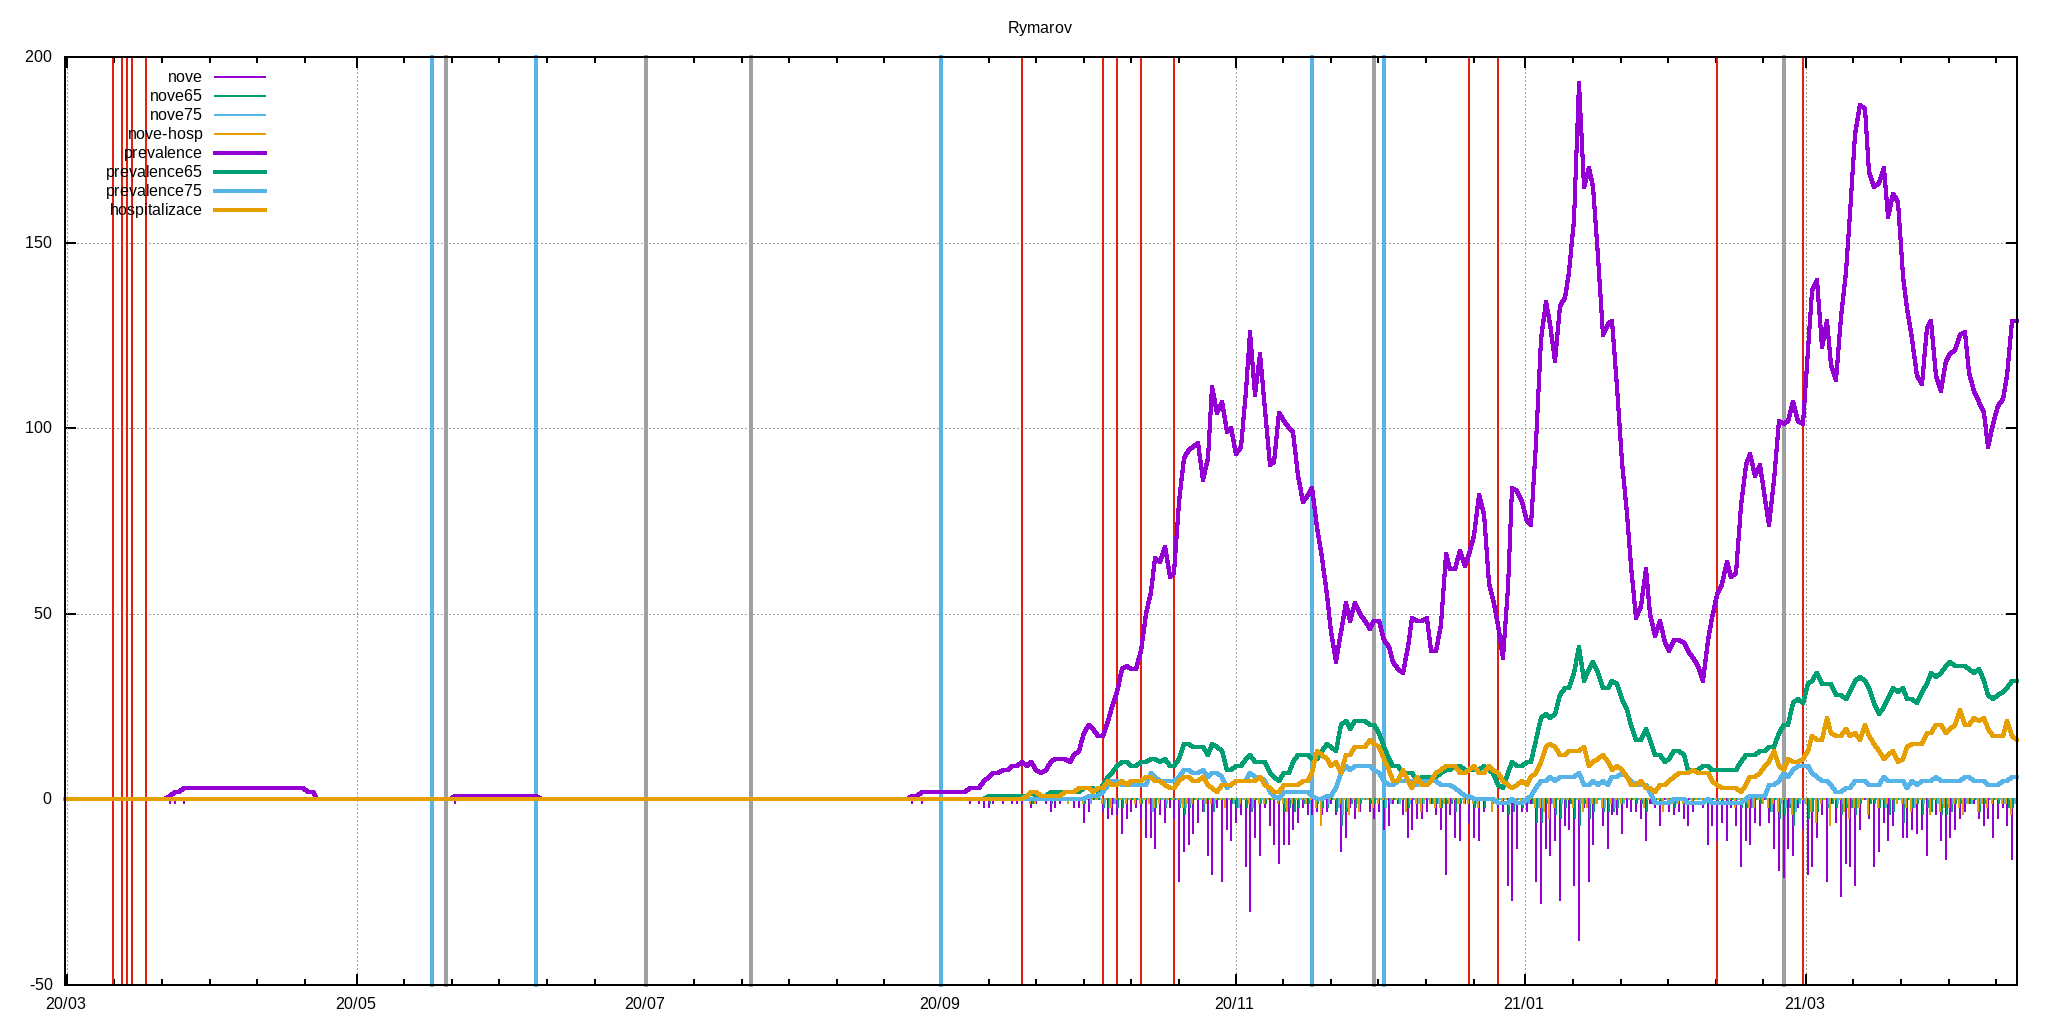 Rymarov
200
150
100
50
0
-50
nove
nove65
nove75
nove-hosp
prevalence
prevalence65
prevalence75
hospitalizace
20/03
20/05
20/07
20/09
20/11
21/01
21/03